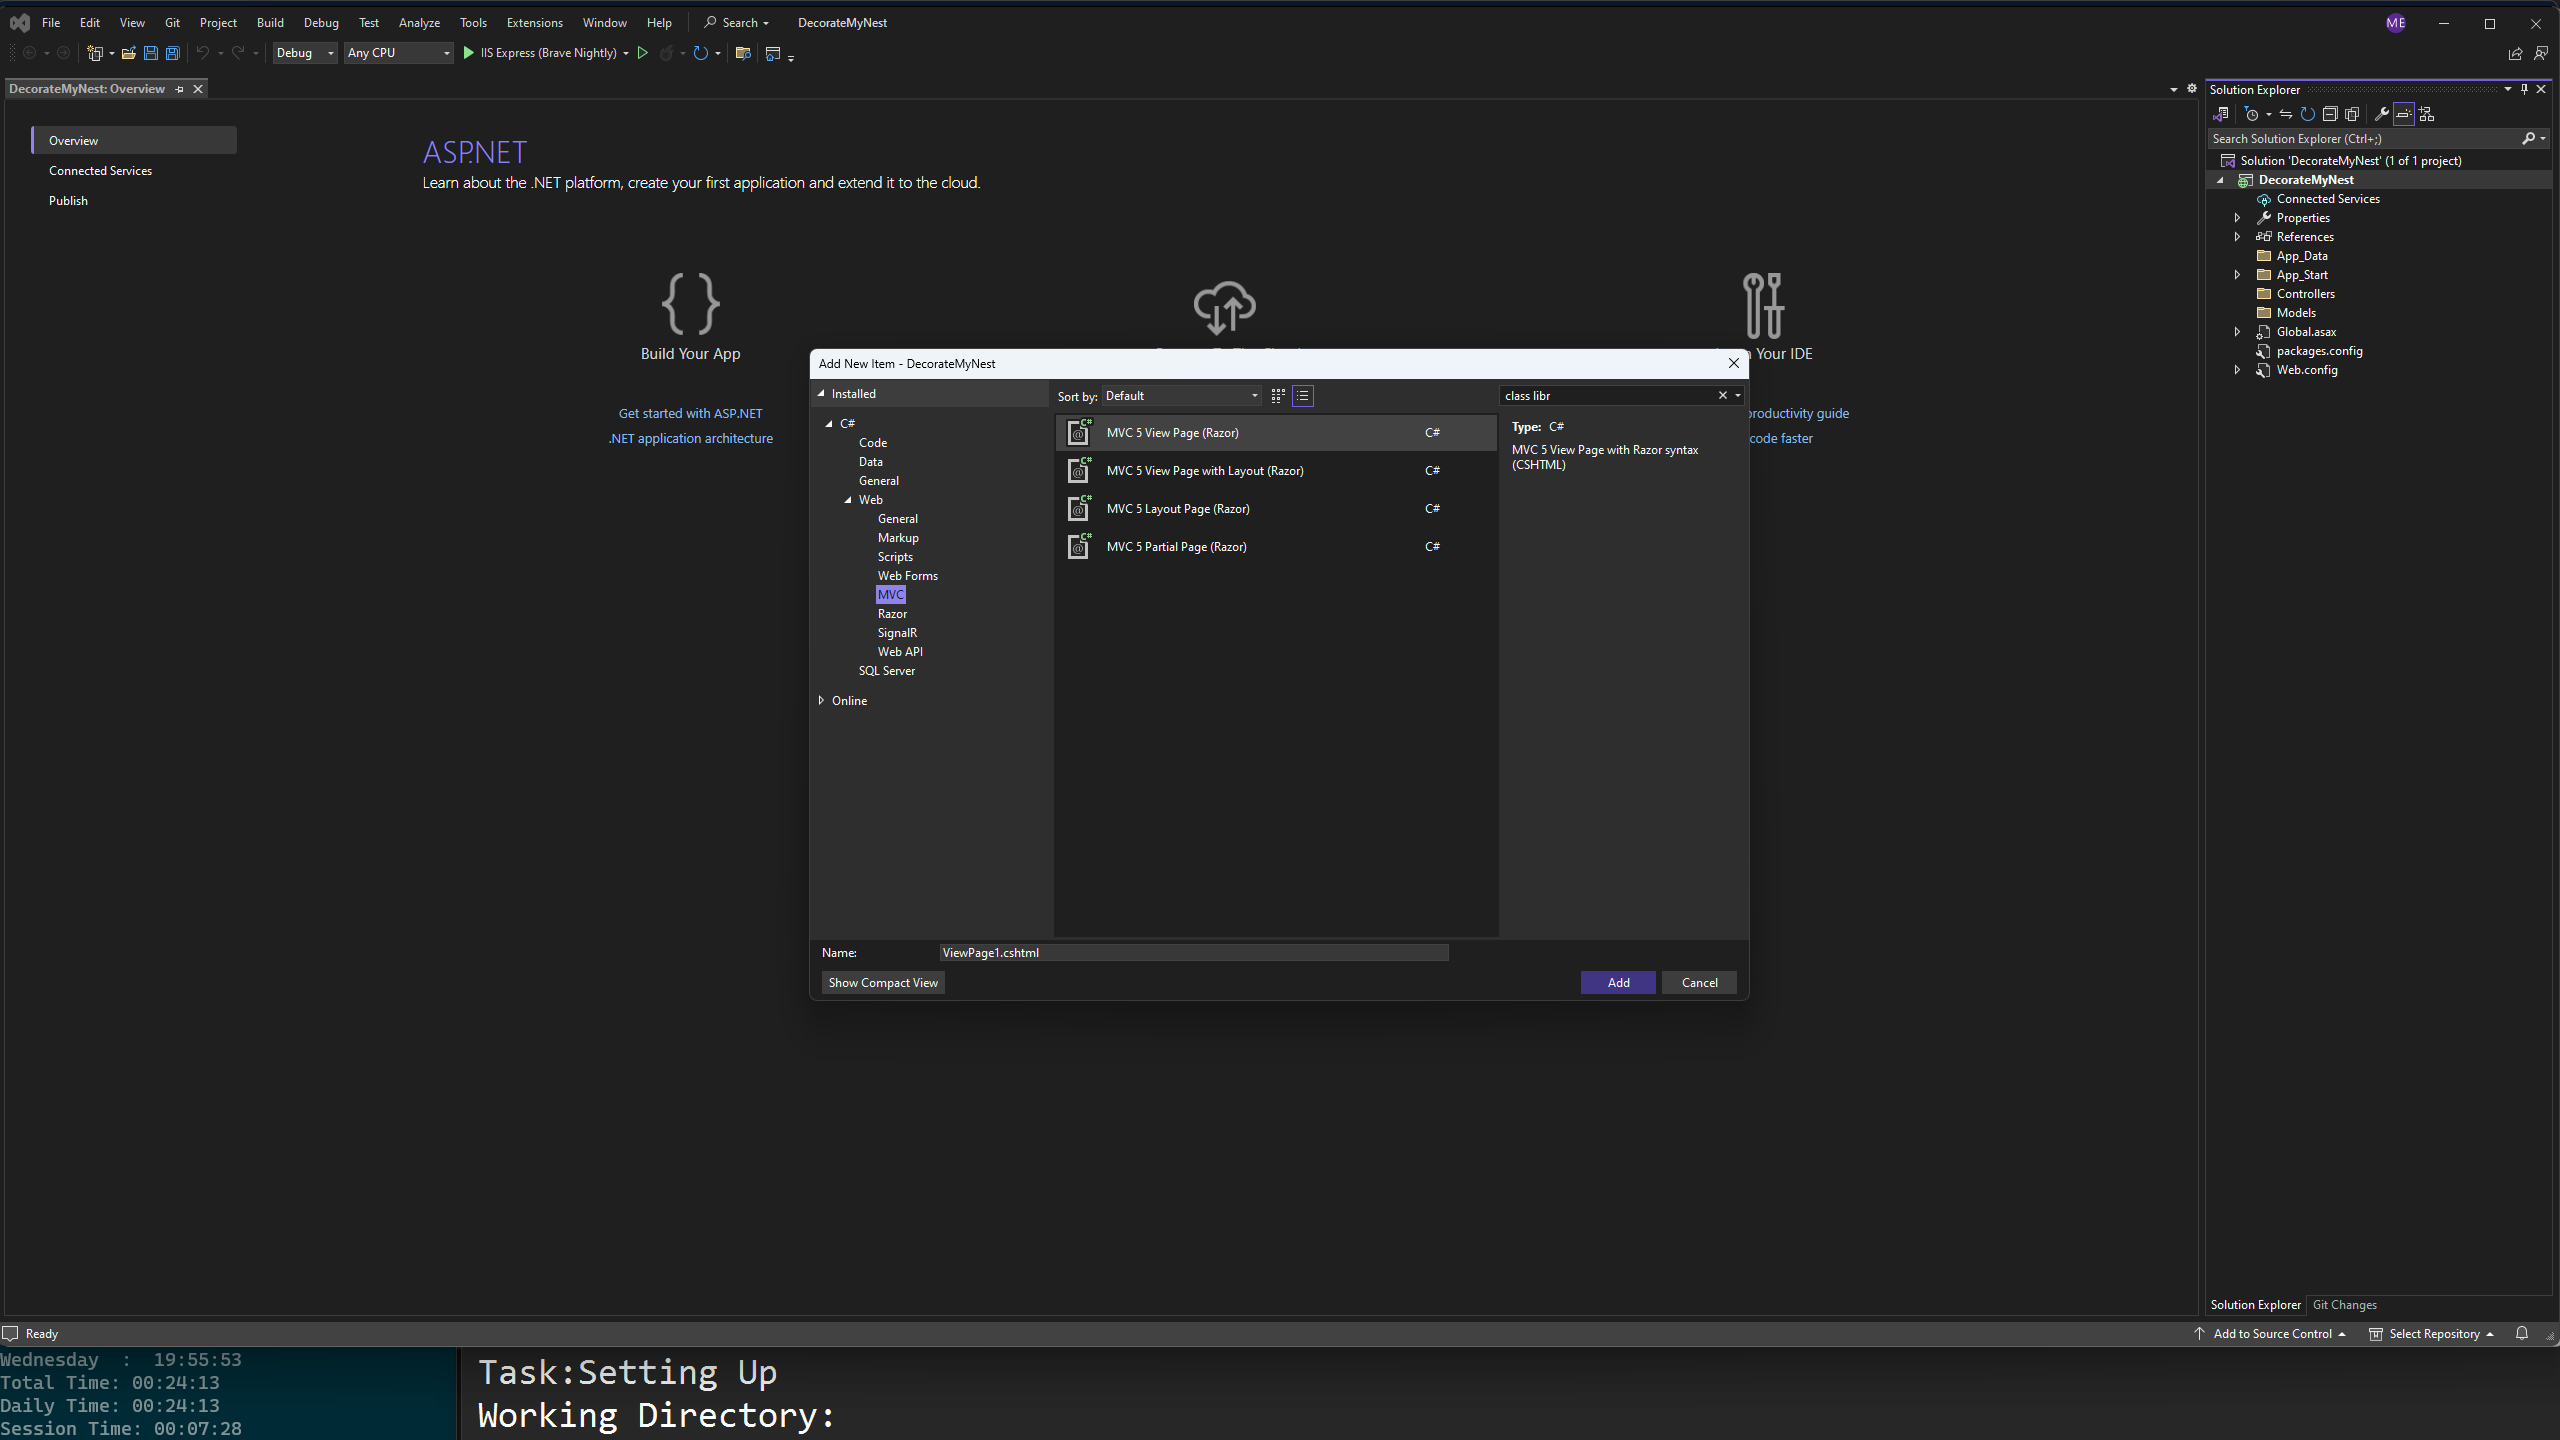 File Edit View Git Project Build Debug Test Analyze Tools Extensions Window Help Search DecorateMyNest ME
Debug Any CPU IIS Express (Brave Nightly)
DecorateMyNest: Overview
Overview
Connected Services
Publish
ASP.NET
Learn about the .NET platform, create your first application and extend it to the cloud.
Build Your App
Your IDE
Get started with ASP.NET
.NET application architecture
productivity guide
code faster
Add New Item - DecorateMyNest
Installed
C#
Code
Data
General
Web
General
Markup
Scripts
Web Forms
MVC
Razor
SignalR
Web API
SQL Server
Online
Sort by: Default
class libr
MVC 5 View Page (Razor) C#
MVC 5 View Page with Layout (Razor) C#
MVC 5 Layout Page (Razor) C#
MVC 5 Partial Page (Razor) C#
Type: C#
MVC 5 View Page with Razor syntax
(CSHTML)
Name: ViewPage1.cshtml
Show Compact View Add Cancel
Solution Explorer
Search Solution Explorer (Ctrl+;)
Solution 'DecorateMyNest' (1 of 1 project)
DecorateMyNest
Connected Services
Properties
References
App_Data
App_Start
Controllers
Models
Global.asax
packages.config
Web.config
Solution Explorer Git Changes
Ready Add to Source Control Select Repository
Wednesday : 19:55:53
Total Time: 00:24:13
Daily Time: 00:24:13
Session Time: 00:07:28
Task:Setting Up
Working Directory: